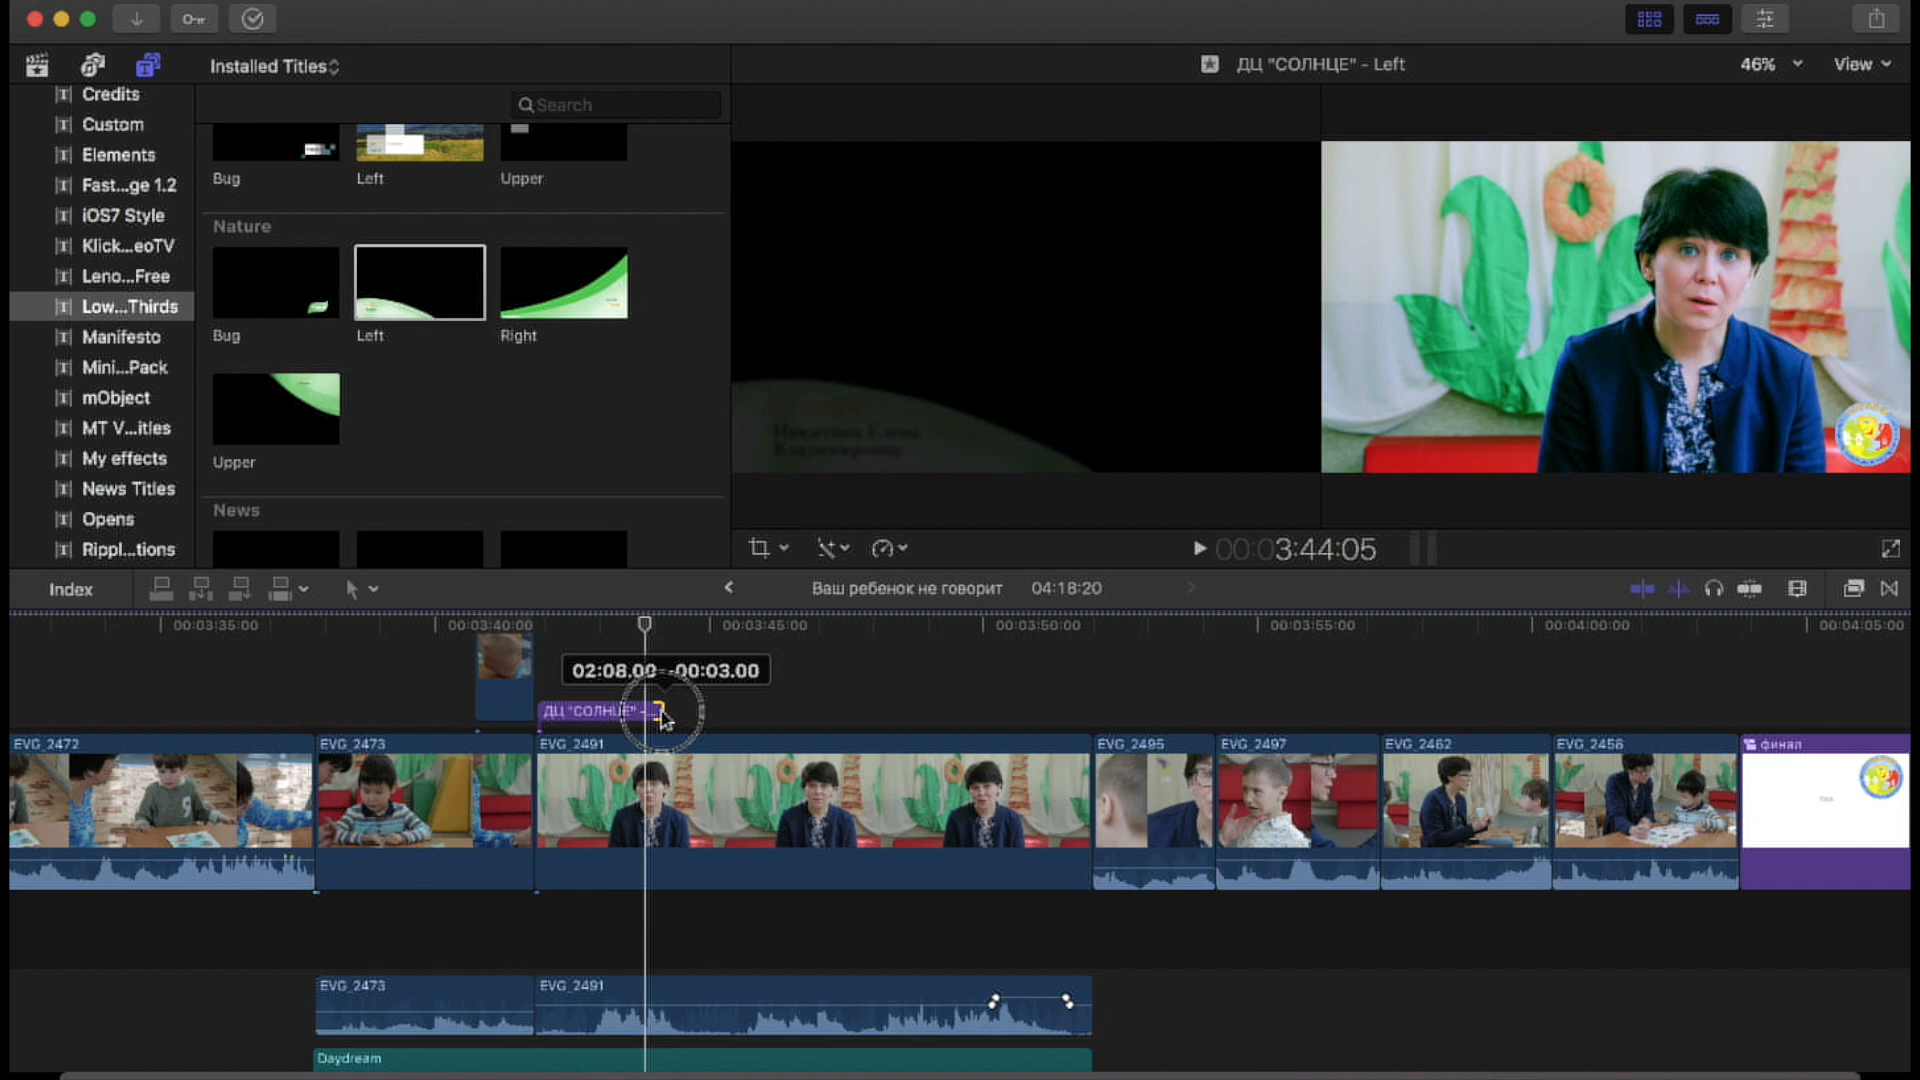 Installed Titles
ДЦ "СОЛНЦЕ" - Left
46%
View
Credits
Custom
Elements
Fast...ge 1.2
iOS7 Style
Klick...eoTV
Leno...Free
Low...Thirds
Manifesto
Mini...Pack
mObject
MT V...itles
My effects
News Titles
Opens
Rippl...tions
Search
Bug
Left
Upper
Nature
Bug
Left
Right
Upper
News
Никитина Елена
Владимировна
00:03:44:05
Index
Ваш ребенок не говорит
04:18:20
00:03:35:00
00:03:40:00
00:03:45:00
00:03:50:00
00:03:55:00
00:04:00:00
00:04:05:00
02:08.00 -00:03.00
ДЦ "СОЛНЦЕ" - ...
EVG_2472
EVG_2473
EVG_2491
EVG_2495
EVG_2497
EVG_2462
EVG_2456
финал
Title
EVG_2473
EVG_2491
Daydream